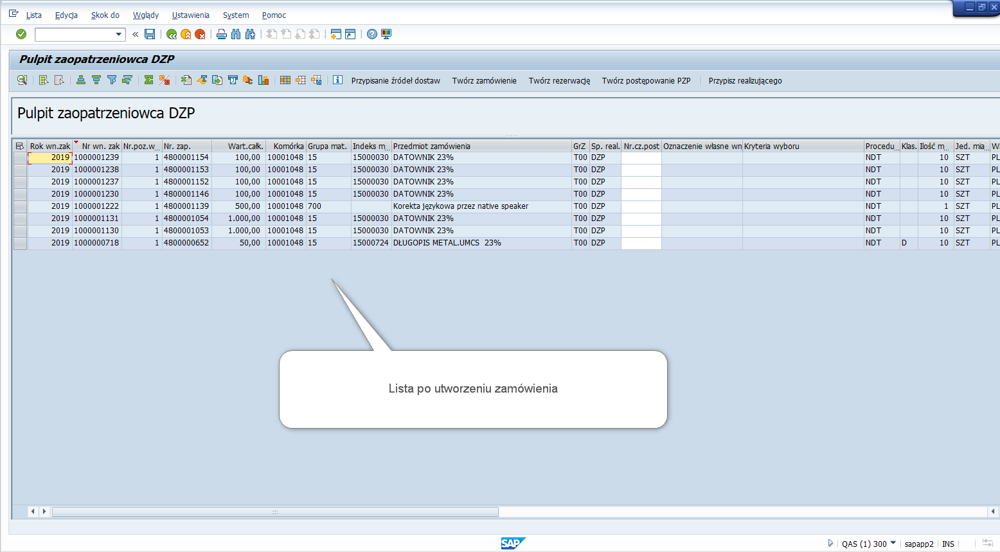 Lista Edycja Skok do Wglądy Ustawienia System Pomoc
Pulpit zaopatrzeniowca DZP
Przypisanie źródeł dostaw Twórz zamówienie Twórz rezerwację Twórz postępowanie PZP Przypisz realizującego
Pulpit zaopatrzeniowca DZP
Rok wn.zak Nr wn. zak Nr.poz.w... Nr. zap. Wart.całk. Komórka Grupa mat. Indeks m... Przedmiot zamówienia GrZ Sp. real. Nr.cz.post Oznaczenie własne wn Kryteria wyboru Procedu... Klas. Ilość m... Jed. mia...
2019 1000001239 1 4800001154 100,00 10001048 15 15000030 DATOWNIK 23% T00 DZP NDT 10 SZT PL
2019 1000001238 1 4800001153 100,00 10001048 15 15000030 DATOWNIK 23% T00 DZP NDT 10 SZT PL
2019 1000001237 1 4800001152 100,00 10001048 15 15000030 DATOWNIK 23% T00 DZP NDT 10 SZT PL
2019 1000001230 1 4800001146 100,00 10001048 15 15000030 DATOWNIK 23% T00 DZP NDT 10 SZT PL
2019 1000001222 1 4800001139 500,00 10001048 700 Korekta językowa przez native speaker T00 DZP NDT 1 SZT PL
2019 1000001131 1 4800001054 1.000,00 10001048 15 15000030 DATOWNIK 23% T00 DZP NDT 10 SZT PL
2019 1000001130 1 4800001053 1.000,00 10001048 15 15000030 DATOWNIK 23% T00 DZP NDT 10 SZT PL
2019 1000000718 1 4800000652 50,00 10001048 15 15000724 DŁUGOPIS METAL.UMCS 23% T00 DZP NDT D 10 SZT PL
Lista po utworzeniu zamówienia
SAP QAS (1) 300 sapapp2 INS